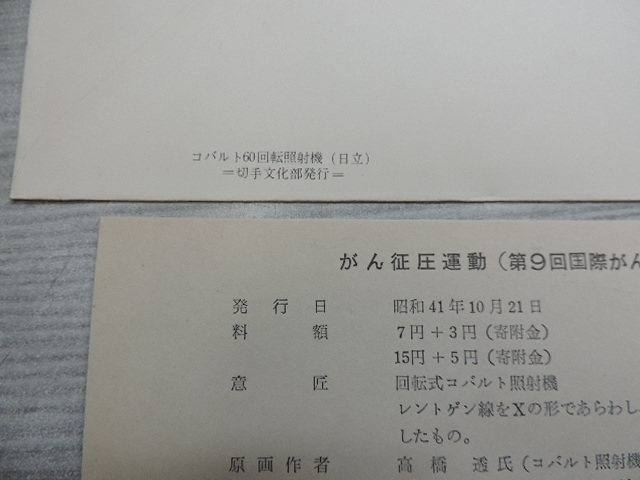 コバルト60回転照射機（日立）
＝切手文化部発行＝
がん征圧運動（第9回国際がん
発行日 昭和41年10月21日
料額 7円＋3円（寄附金）
15円＋5円（寄附金）
意匠 回転式コバルト照射機
レントゲン線をXの形であらわし
したもの。
原画作者 高橋透氏（コバルト照射機